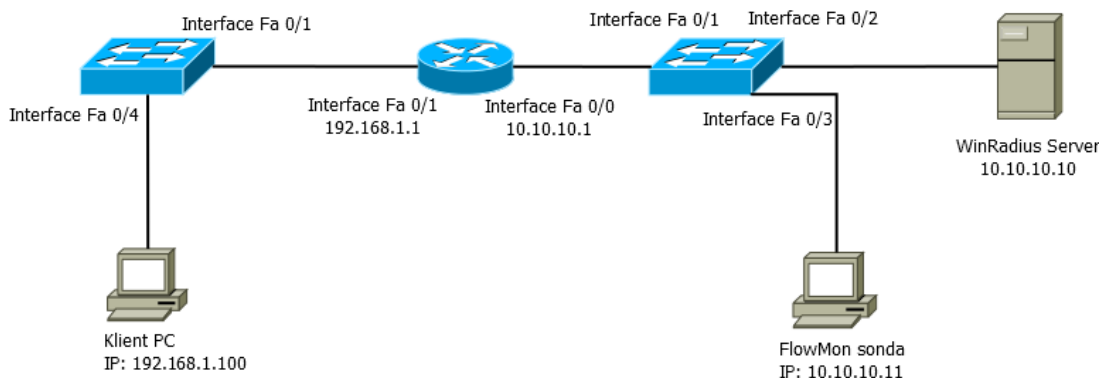 Interface Fa 0/1
Interface Fa 0/4
Interface Fa 0/1
192.168.1.1
Interface Fa 0/0
10.10.10.1
Interface Fa 0/1
Interface Fa 0/2
Interface Fa 0/3
WinRadius Server
10.10.10.10
Klient PC
IP: 192.168.1.100
FlowMon sonda
IP: 10.10.10.11